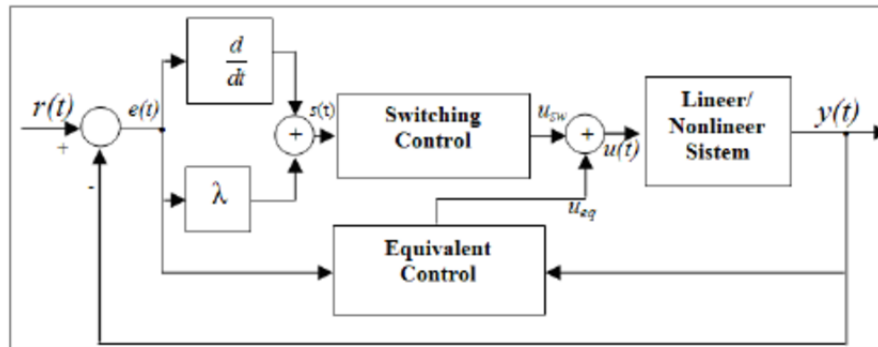 d
dt
r(t)
e(t)
s(t)
+
-
λ
+
Switching
Control
u_sw
+
u(t)
u_eq
Lineer/
Nonlineer
Sistem
y(t)
Equivalent
Control